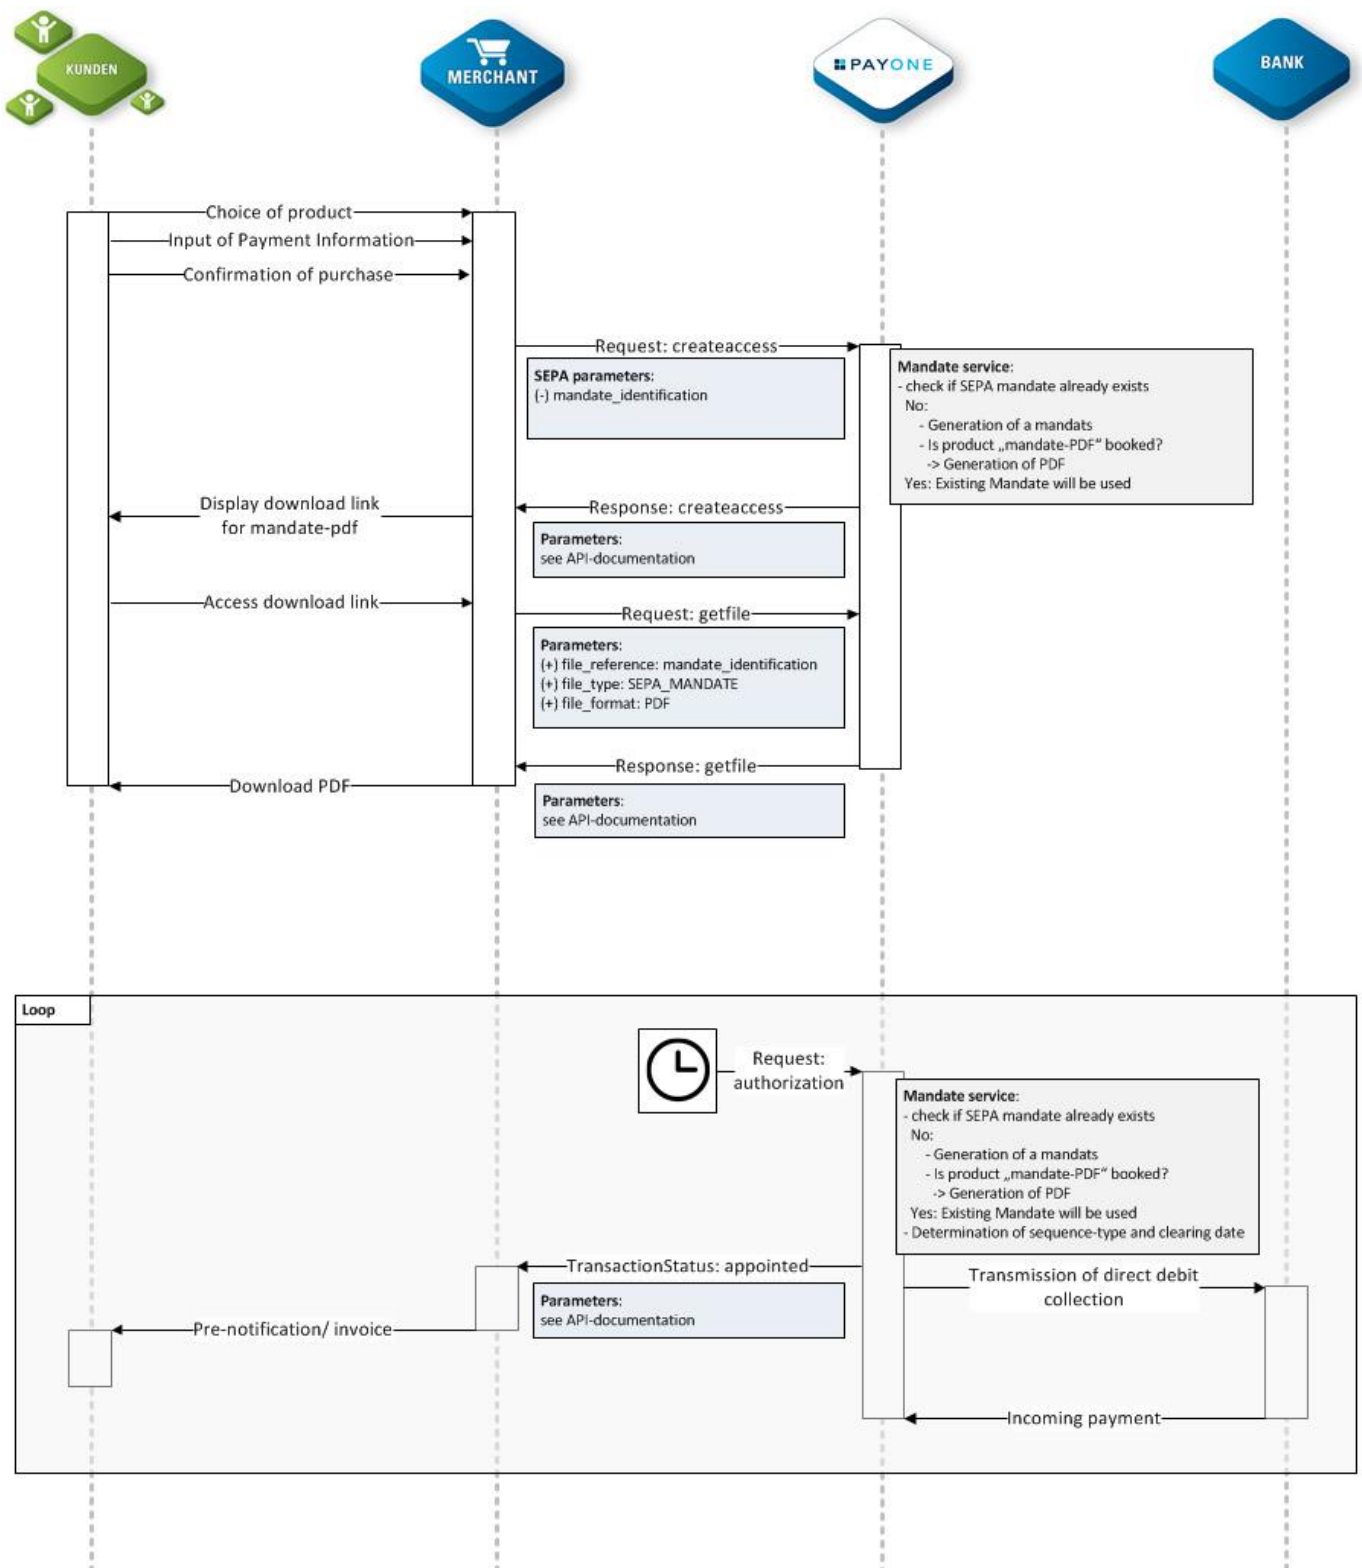 KUNDEN
MERCHANT
PAYONE
BANK
Choice of product
Input of Payment Information
Confirmation of purchase
Request: createaccess
SEPA parameters:
(-) mandate_identification
Mandate service:
- check if SEPA mandate already exists
No:
- Generation of a mandats
- Is product „mandate-PDF“ booked?
-> Generation of PDF
Yes: Existing Mandate will be used
Display download link
for mandate-pdf
Response: createaccess
Parameters:
see API-documentation
Access download link
Request: getfile
Parameters:
(+) file_reference: mandate_identification
(+) file_type: SEPA_MANDATE
(+) file_format: PDF
Response: getfile
Download PDF
Parameters:
see API-documentation
Loop
Request:
authorization
Mandate service:
- check if SEPA mandate already exists
No:
- Generation of a mandats
- Is product „mandate-PDF“ booked?
-> Generation of PDF
Yes: Existing Mandate will be used
- Determination of sequence-type and clearing date
TransactionStatus: appointed
Transmission of direct debit
collection
Parameters:
see API-documentation
Pre-notification/ invoice
Incoming payment